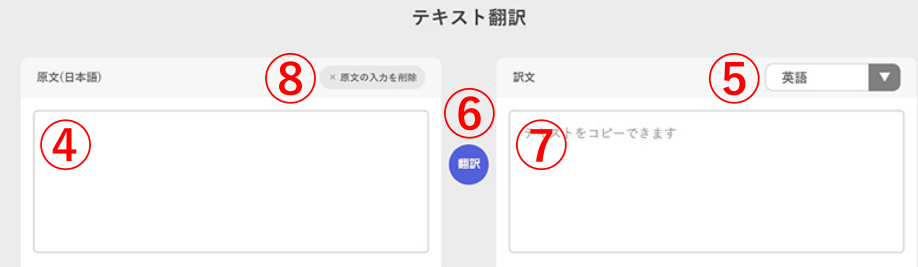 テキスト翻訳
原文(日本語)
⑧
× 原文の入力を削除
訳文
⑤
英語
▼
④
⑥
翻訳
⑦
テキストをコピーできます